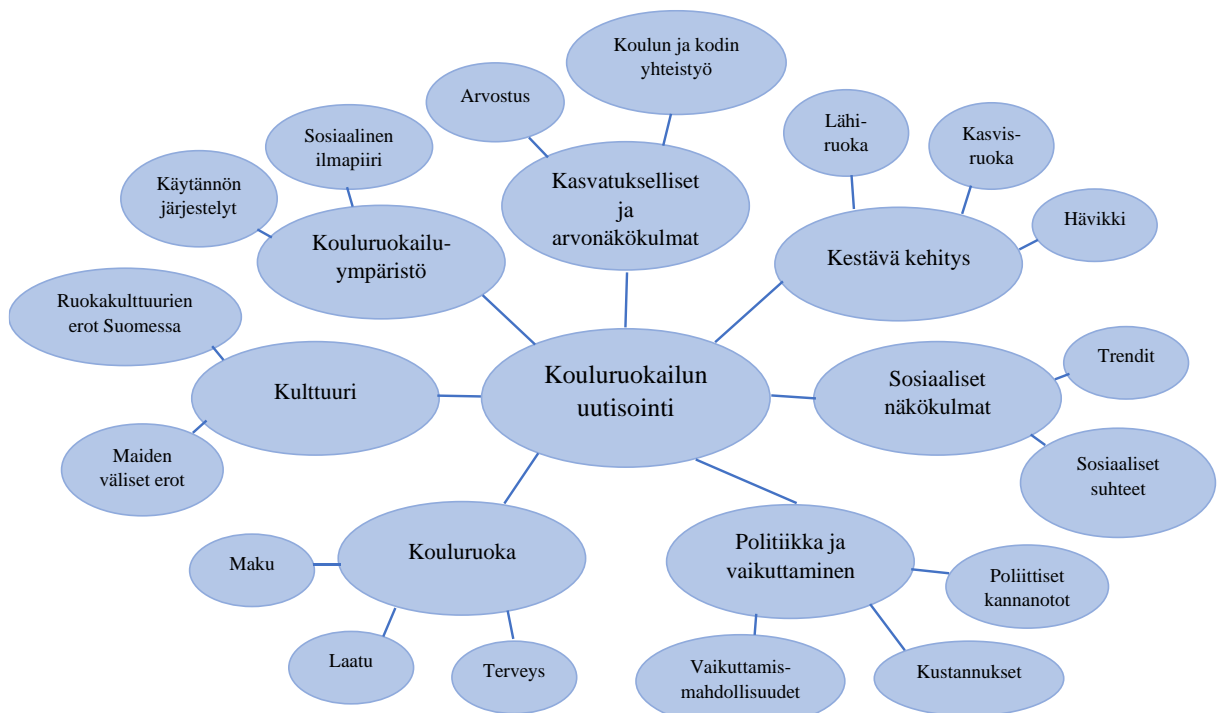 Koulun ja kodin
yhteistyö
Arvostus
Sosiaalinen
ilmapiiri
Käytännön
järjestelyt
Kasvatukselliset
ja
arvonäkökulmat
Lähi-
ruoka
Kasvis-
ruoka
Hävikki
Kouluruokailu-
ympäristö
Kestävä kehitys
Ruokakulttuurien
erot Suomessa
Kulttuuri
Maiden
väliset erot
Kouluruokailun
uutisointi
Sosiaaliset
näkökulmat
Trendit
Sosiaaliset
suhteet
Kouluruoka
Maku
Laatu
Terveys
Politiikka ja
vaikuttaminen
Poliittiset
kannanotot
Vaikuttamis-
mahdollisuudet
Kustannukset